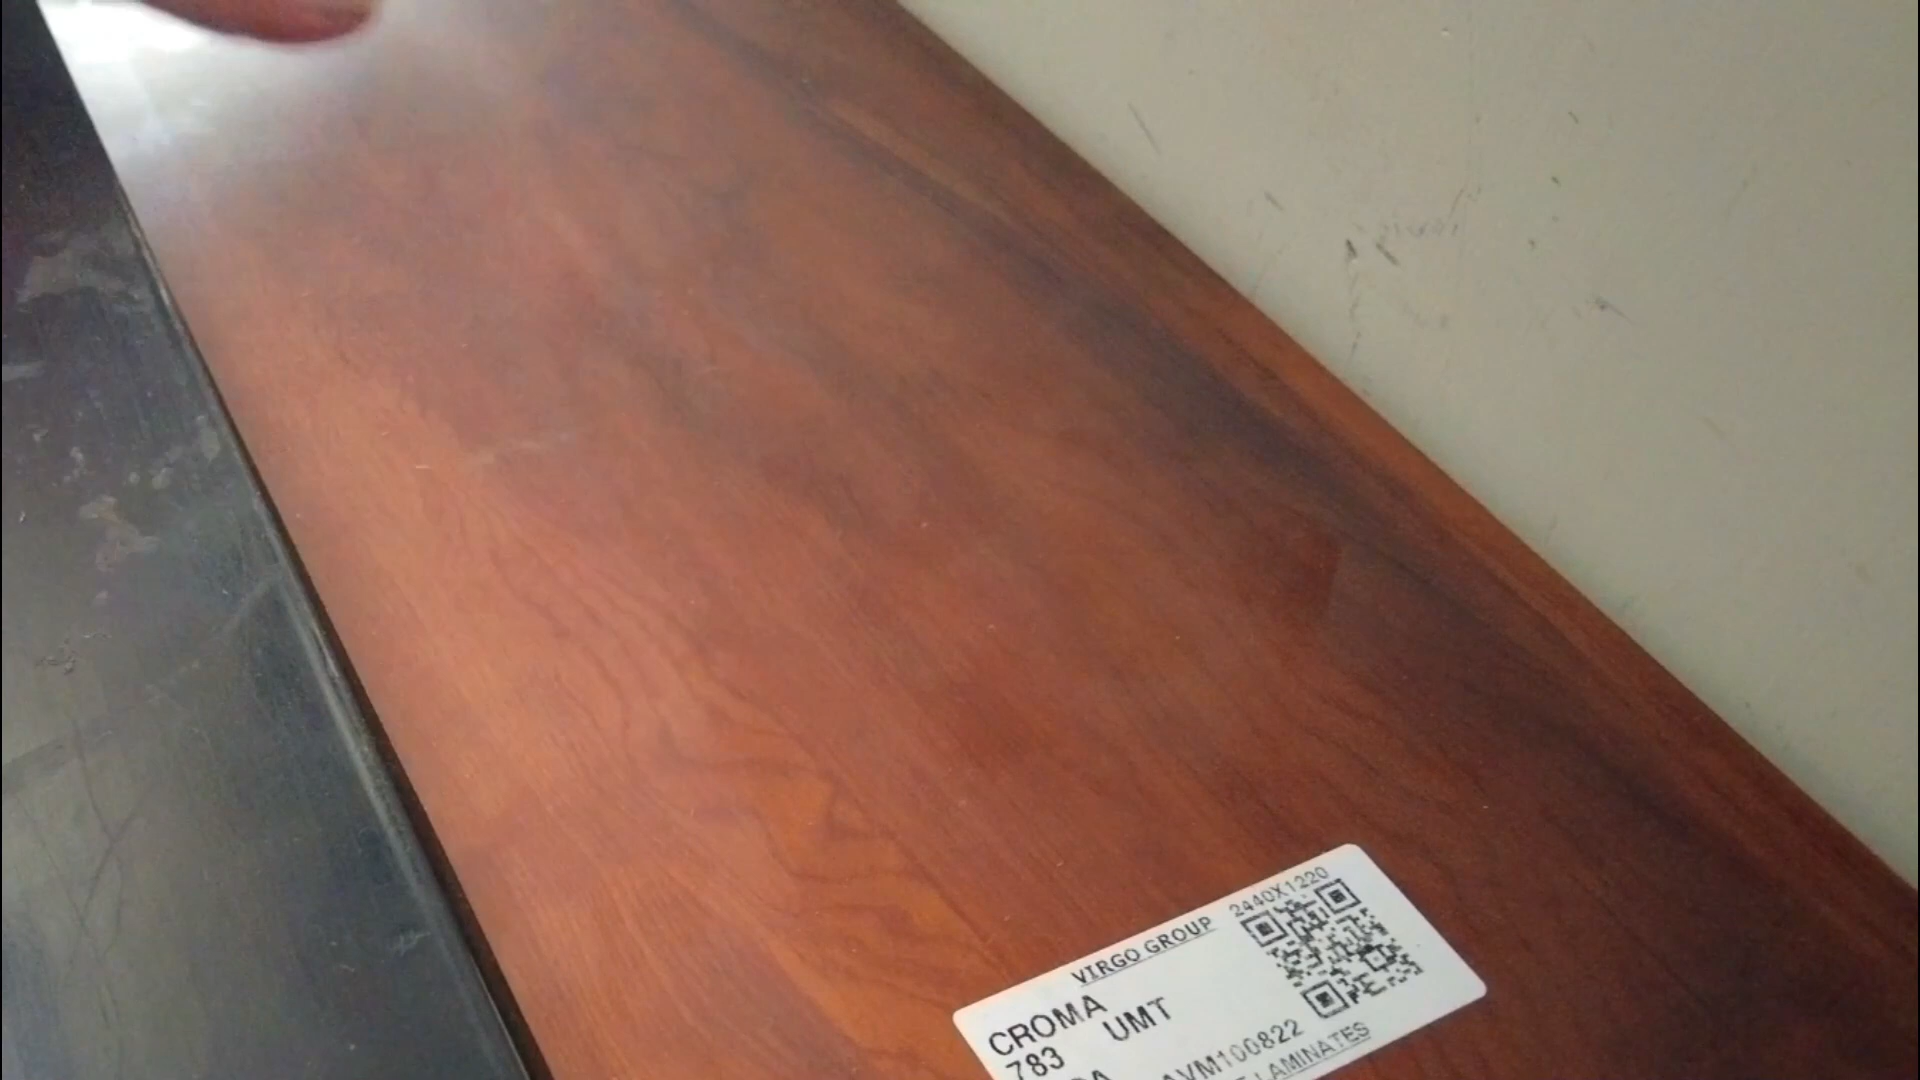 VIRGO GROUP
2440X1220
CROMA
783 UMT
AVM100822
LAMINATES